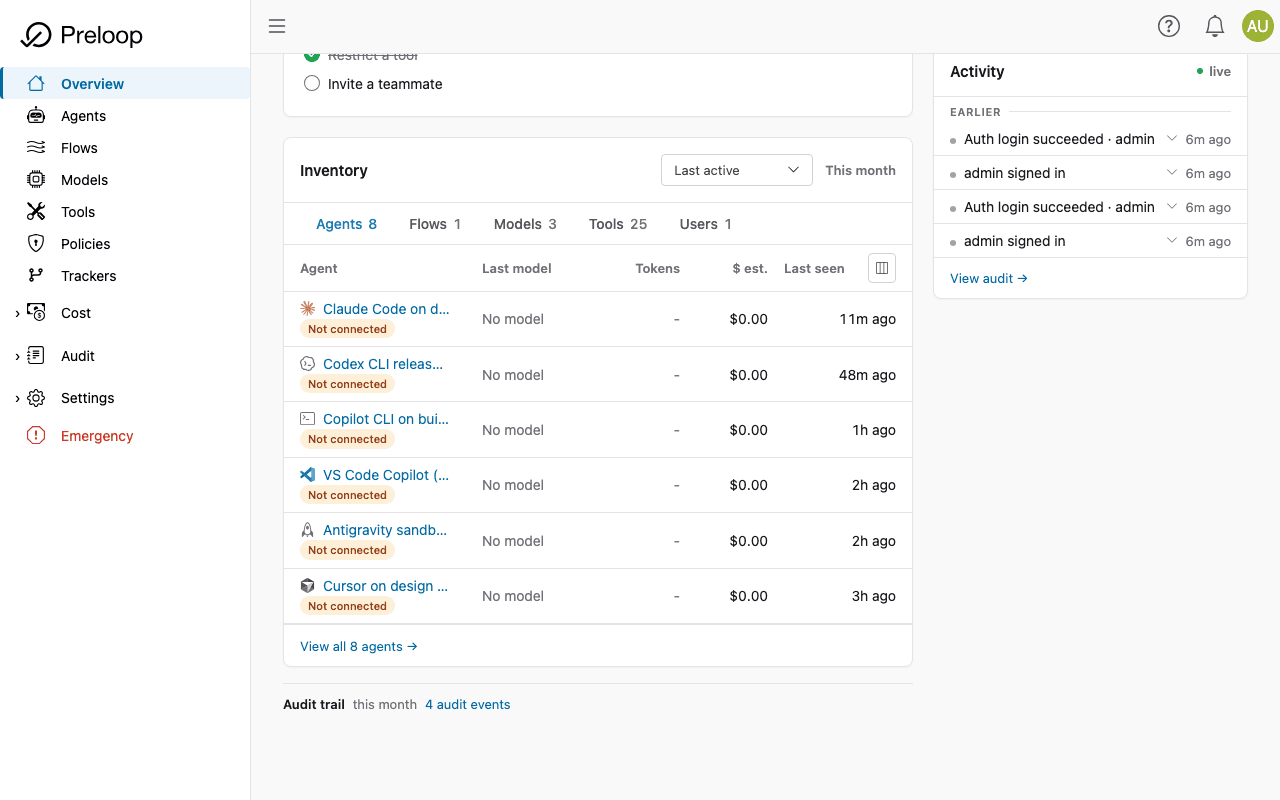 Preloop
AU
Overview
Agents
Flows
Models
Tools
Policies
Trackers
Cost
Audit
Settings
Emergency
Restrict a tool
Invite a teammate
Inventory
Last active
This month
Agents 8
Flows 1
Models 3
Tools 25
Users 1
Agent
Last model
Tokens
$ est.
Last seen
Claude Code on d...
Not connected
No model
-
$0.00
11m ago
Codex CLI releas...
Not connected
No model
-
$0.00
48m ago
Copilot CLI on bui...
Not connected
No model
-
$0.00
1h ago
VS Code Copilot (...
Not connected
No model
-
$0.00
2h ago
Antigravity sandb...
Not connected
No model
-
$0.00
2h ago
Cursor on design ...
Not connected
No model
-
$0.00
3h ago
View all 8 agents →
Audit trail this month 4 audit events
Activity
live
EARLIER
Auth login succeeded · admin 6m ago
admin signed in 6m ago
Auth login succeeded · admin 6m ago
admin signed in 6m ago
View audit →